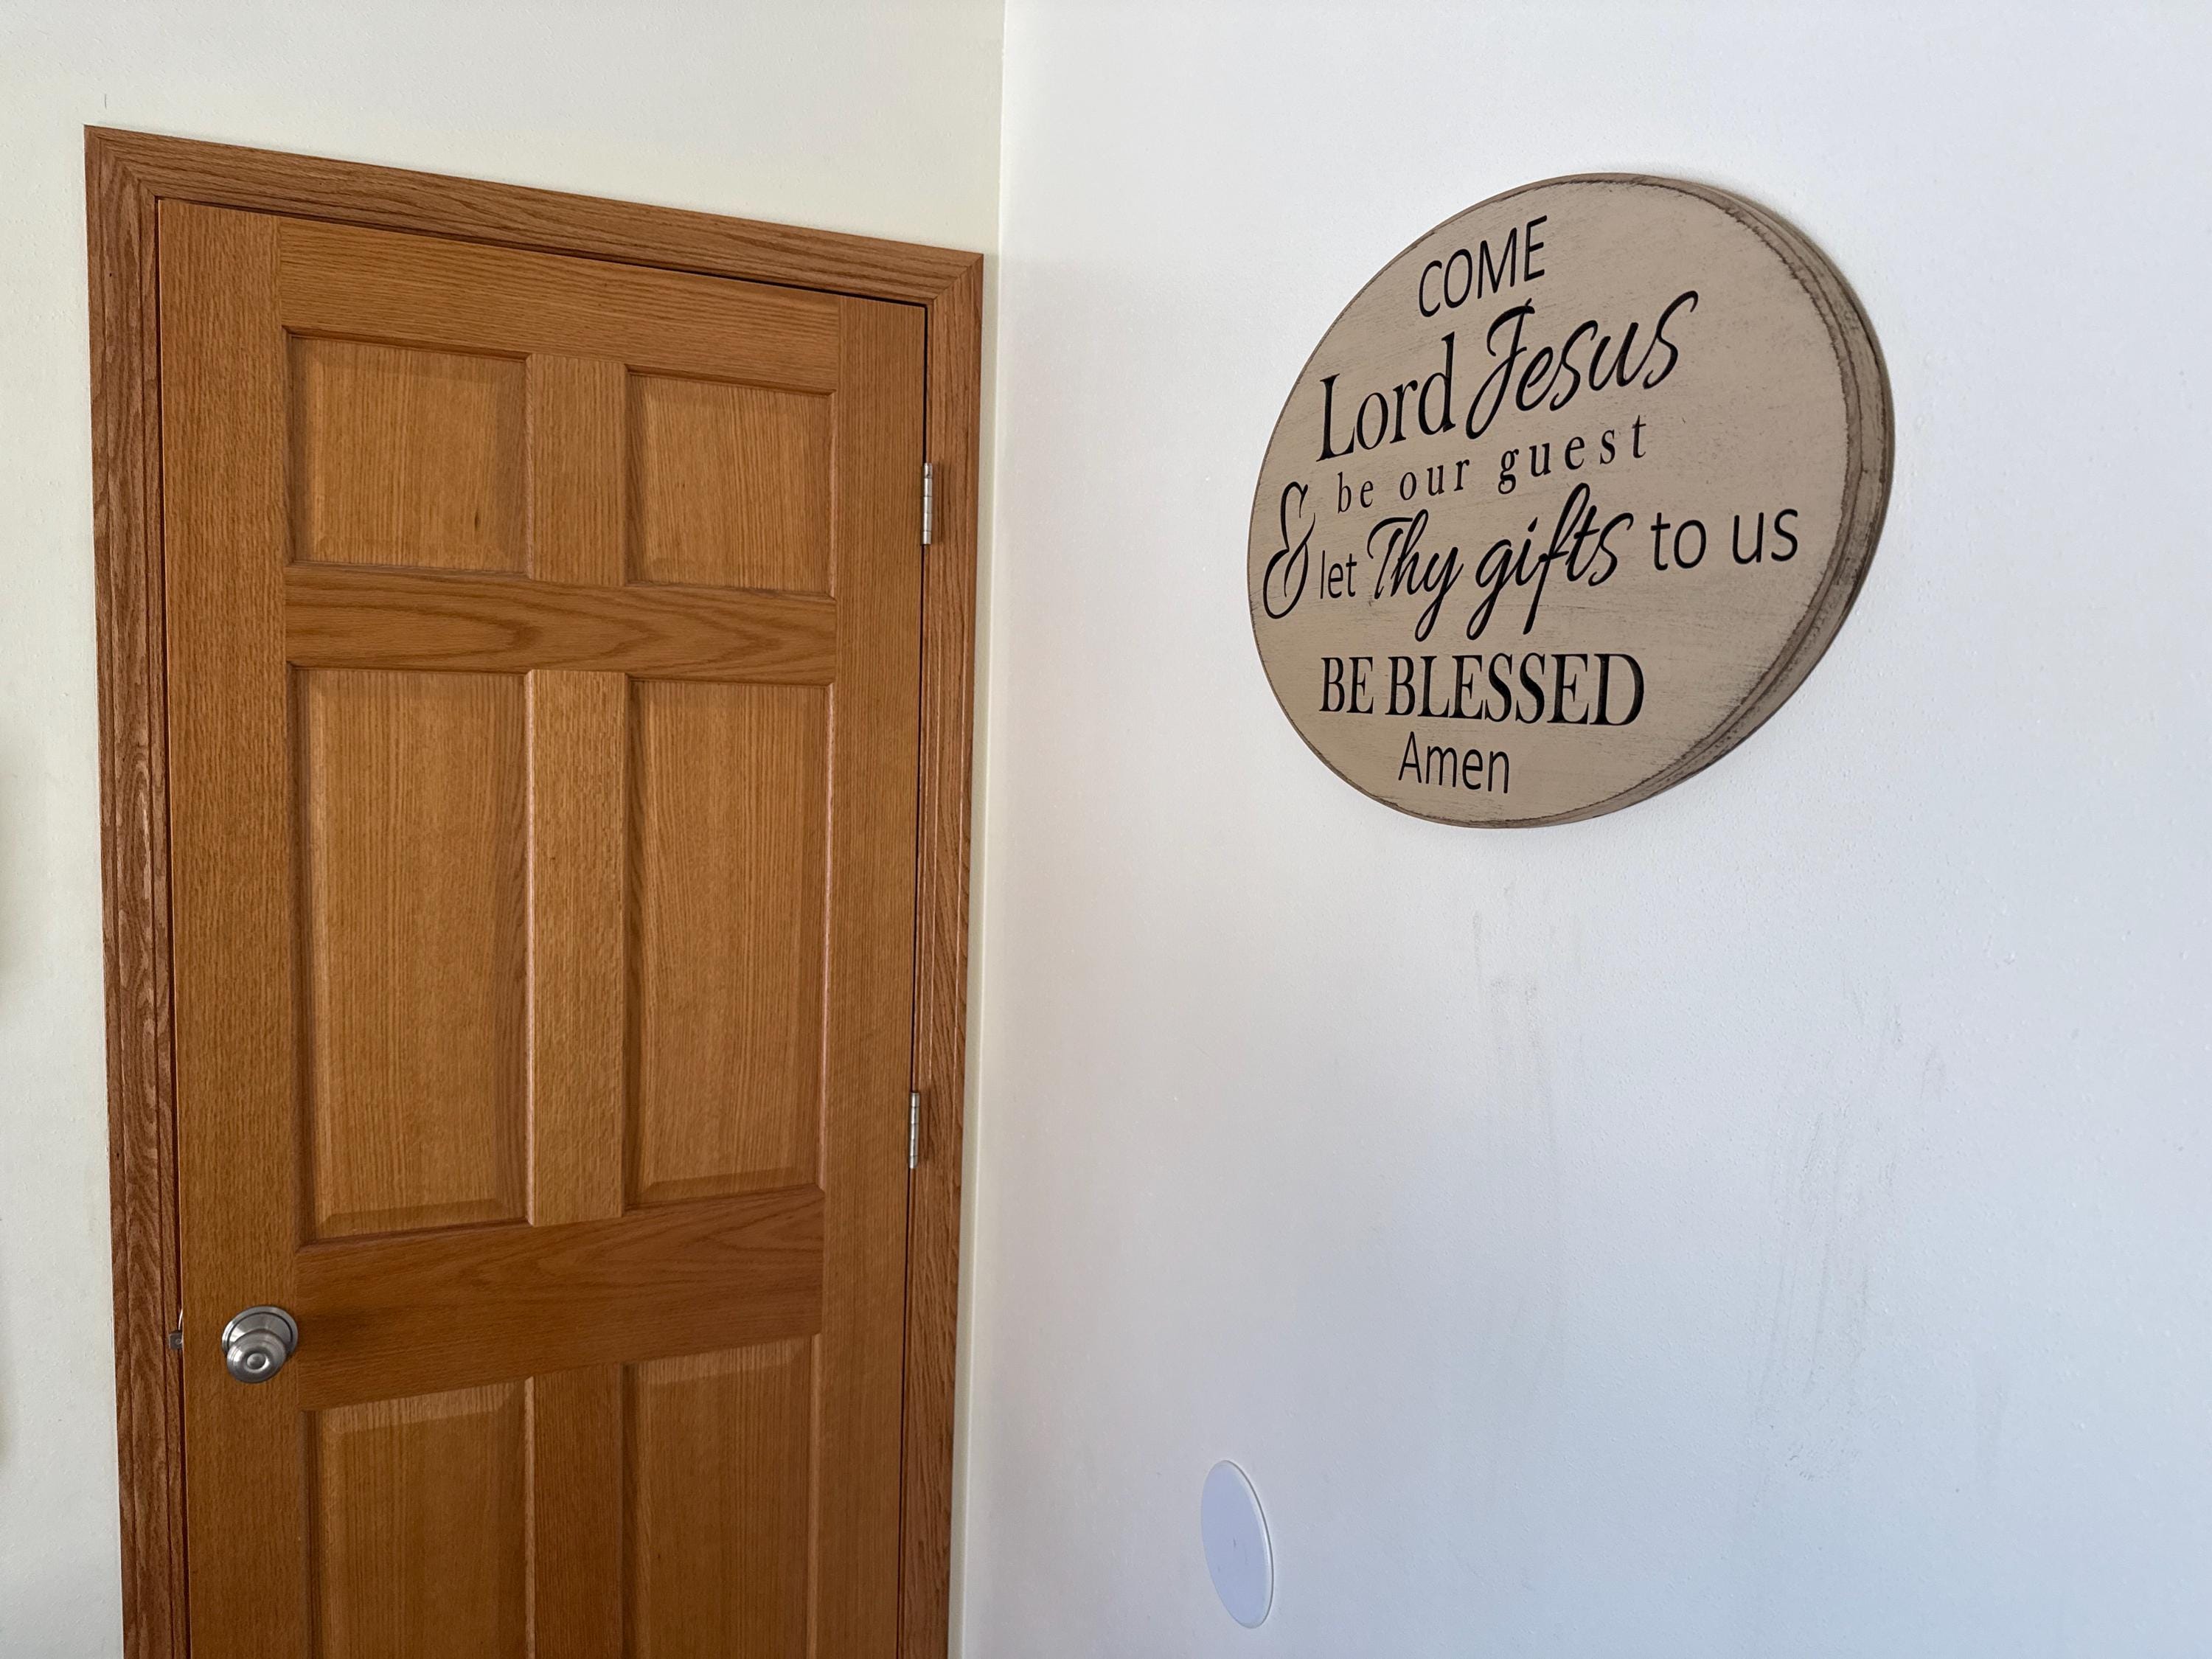 COME
Lord Jesus
be our guest
& let Thy gifts to us
BE BLESSED
Amen